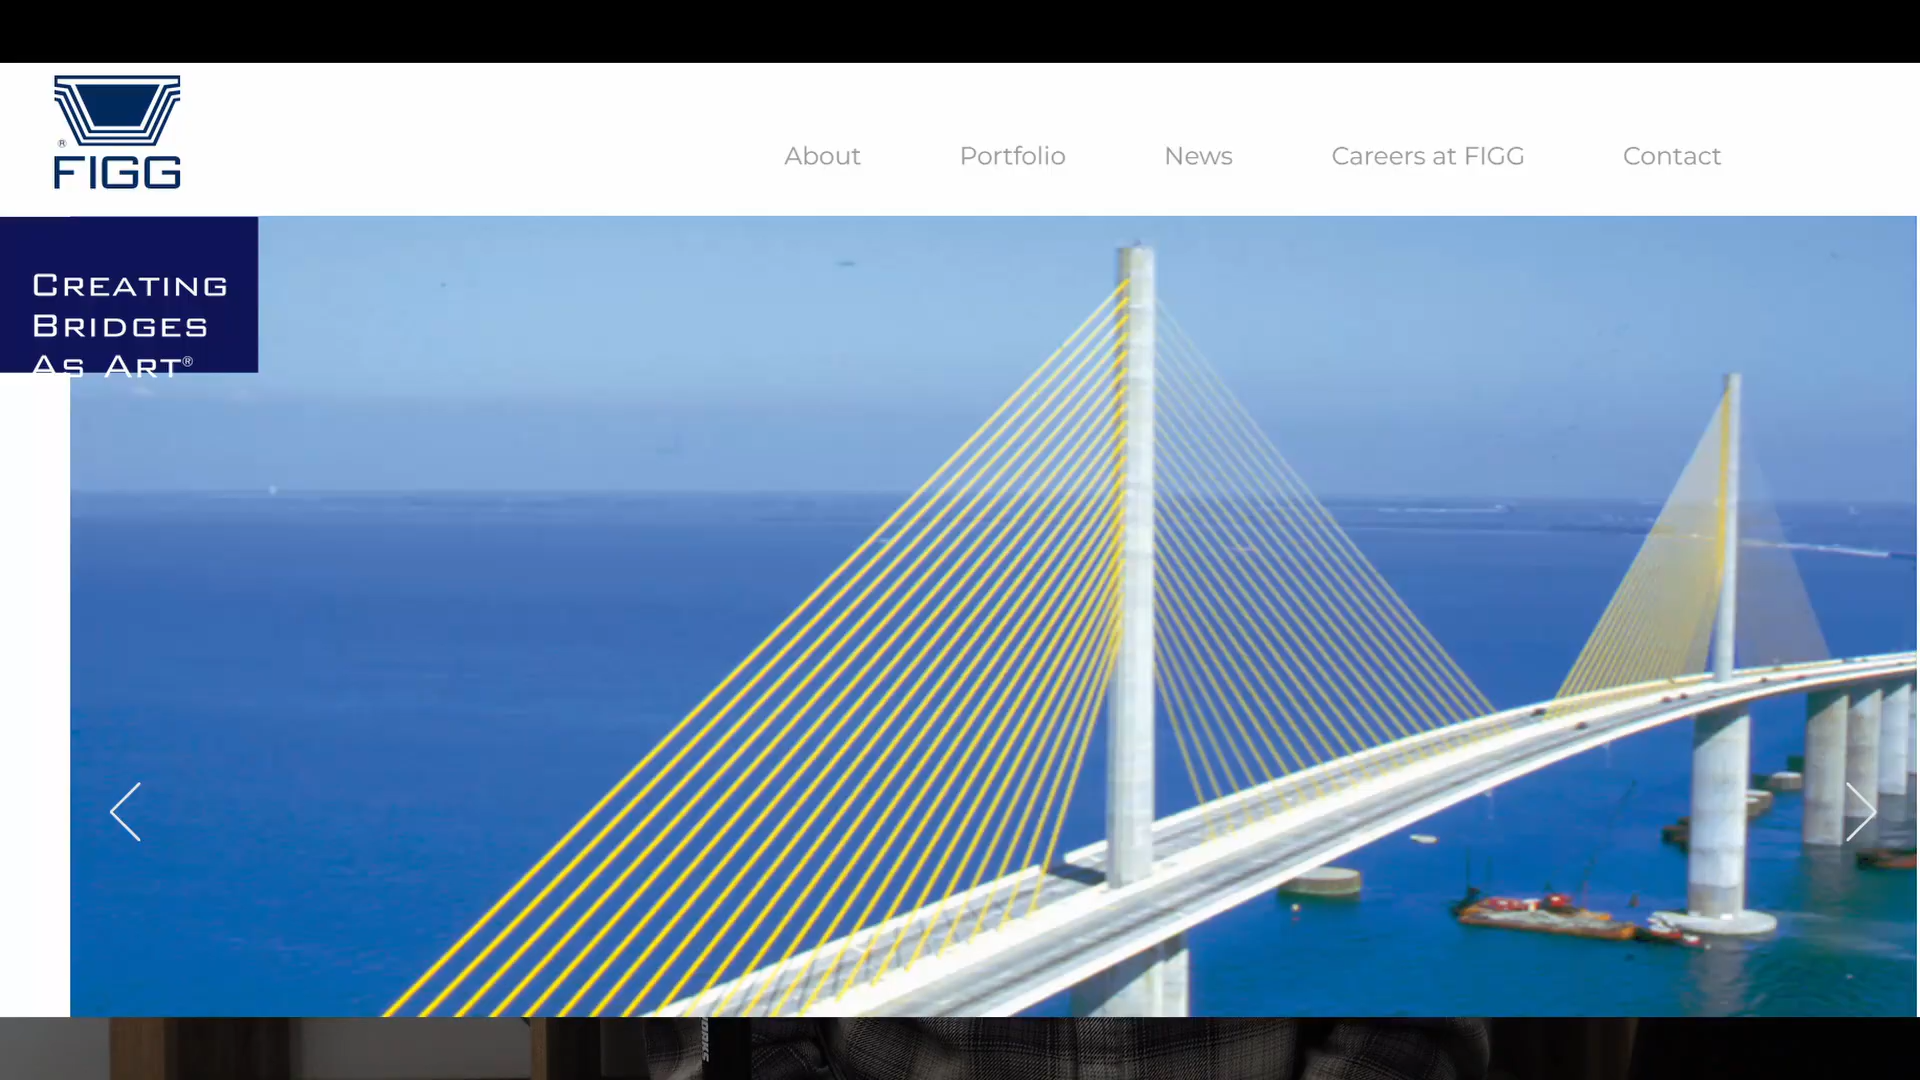 ®
FIGG
About
Portfolio
News
Careers at FIGG
Contact
CREATING
BRIDGES
AS ART®